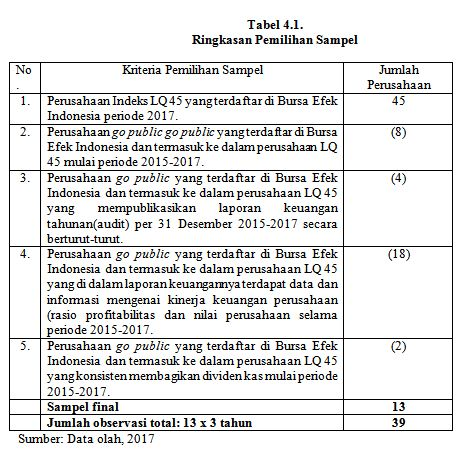 Tabel 4.1.
Ringkasan Pemilihan Sampel
No
.
Kriteria Pemilihan Sampel
Jumlah
Perusahaan
1.
Perusahaan Indeks LQ45 yang terdaftar di Bursa Efek
Indonesia periode 2017.
45
2.
Perusahaan go public go public yang terdaftar di Bursa
Efek Indonesia dan termasuk ke dalam perusahaan LQ
45 mulai periode 2015-2017.
(8)
3.
Perusahaan go public yang terdaftar di Bursa Efek
Indonesia dan termasuk ke dalam perusahaan LQ 45
yang mempublikasikan laporan keuangan
tahunan(audit) per 31 Desember 2015-2017 secara
berturut-turut.
(4)
4.
Perusahaan go public yang terdaftar di Bursa Efek
Indonesia dan termasuk ke dalam perusahaan LQ 45
yang di dalam laporan keuangannya terdapat data dan
informasi mengenai kinerja keuangan perusahaan
(rasio profitabilitas dan nilai perusahaan selama
periode 2015-2017.
(18)
5.
Perusahaan go public yang terdaftar di Bursa Efek
Indonesia dan termasuk ke dalam perusahaan LQ 45
yang konsisten membagikan dividen kas mulai periode
2015-2017.
(2)
Sampel final
13
Jumlah observasi total: 13 x 3 tahun
39
Sumber: Data olah, 2017